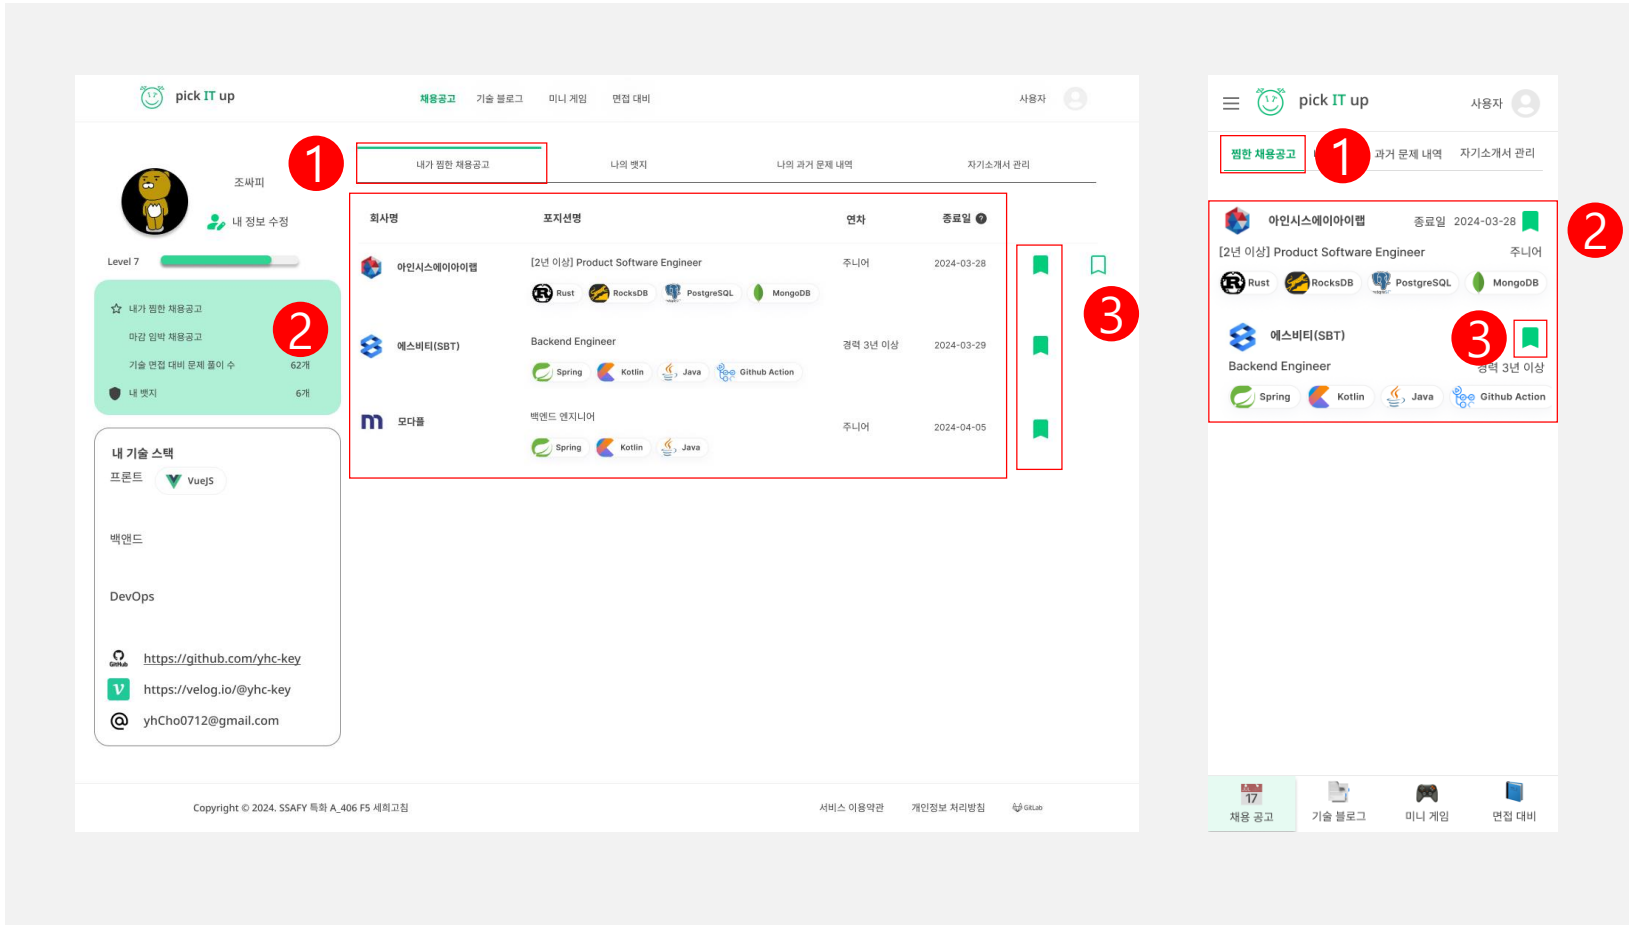 pick IT up
채용공고 기술 블로그 미니 게임 면접 대비
사용자
1
내가 찜한 채용공고 나의 뱃지 나의 과거 문제 내역 자기소개서 관리
조싸피
내 정보 수정
Level 7
내가 찜한 채용공고
마감 임박 채용공고
기술 면접 대비 문제 풀이 수 62개
내 뱃지 6개
2
내 기술 스택
프론트 VueJS
백앤드
DevOps
GitHub https://github.com/yhc-key
https://velog.io/@yhc-key
yhCho0712@gmail.com
회사명 포지션명 연차 종료일 ?
아인시스에이아이랩 [2년 이상] Product Software Engineer 주니어 2024-03-28
Rust RocksDB PostgreSQL MongoDB
에스비티(SBT) Backend Engineer 경력 3년 이상 2024-03-29
Spring Kotlin Java Github Action
모다플 백엔드 엔지니어 주니어 2024-04-05
Spring Kotlin Java
3
Copyright © 2024. SSAFY 특화 A_406 F5 세희고침
서비스 이용약관 개인정보 처리방침 GitLab
pick IT up
사용자
찜한 채용공고 1 과거 문제 내역 자기소개서 관리
아인시스에이아이랩 종료일 2024-03-28
2
[2년 이상] Product Software Engineer 주니어
Rust RocksDB PostgreSQL MongoDB
에스비티(SBT)
3
Backend Engineer 경력 3년 이상
Spring Kotlin Java Github Action
17
채용 공고 기술 블로그 미니 게임 면접 대비